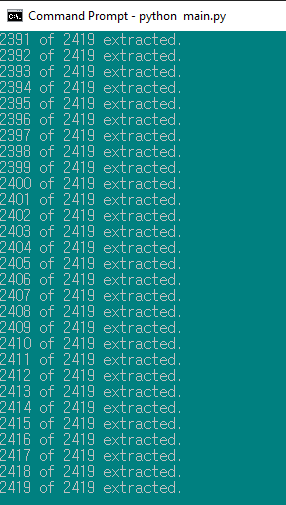 Command Prompt - python  main.py
2391 of 2419 extracted.
2392 of 2419 extracted.
2393 of 2419 extracted.
2394 of 2419 extracted.
2395 of 2419 extracted.
2396 of 2419 extracted.
2397 of 2419 extracted.
2398 of 2419 extracted.
2399 of 2419 extracted.
2400 of 2419 extracted.
2401 of 2419 extracted.
2402 of 2419 extracted.
2403 of 2419 extracted.
2404 of 2419 extracted.
2405 of 2419 extracted.
2406 of 2419 extracted.
2407 of 2419 extracted.
2408 of 2419 extracted.
2409 of 2419 extracted.
2410 of 2419 extracted.
2411 of 2419 extracted.
2412 of 2419 extracted.
2413 of 2419 extracted.
2414 of 2419 extracted.
2415 of 2419 extracted.
2416 of 2419 extracted.
2417 of 2419 extracted.
2418 of 2419 extracted.
2419 of 2419 extracted.